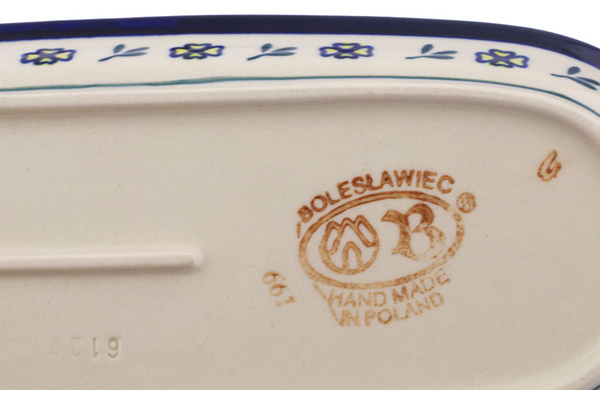 BOLESŁAWIEC
®
B
HAND MADE
IN POLAND
661